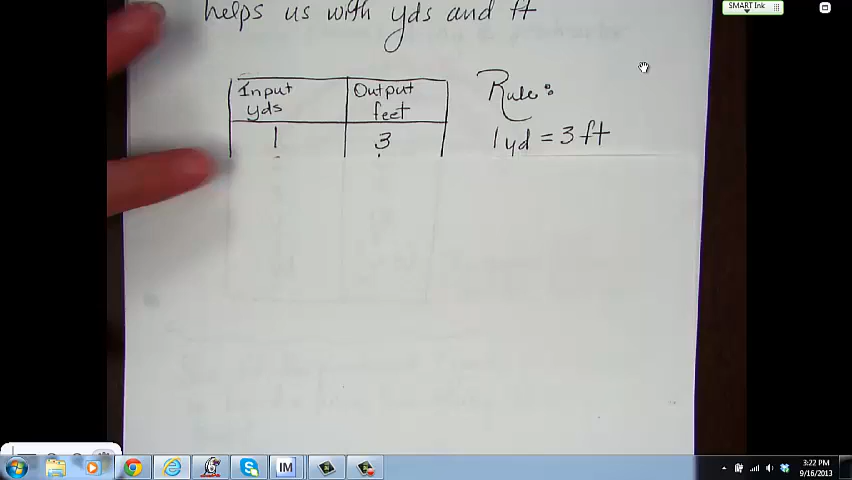 SMART Ink
helps us with yds and ft
Input
yds
Output
feet
1
3
Rule:
1 yd = 3 ft
IM
3:22 PM
9/16/2013